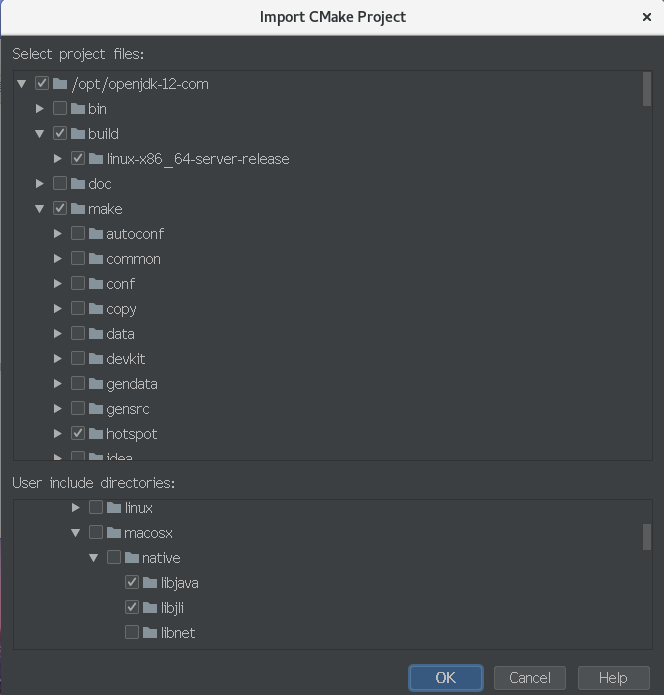 Import CMake Project
Select project files:
/opt/openjdk-12-com
bin
build
linux-x86_64-server-release
doc
make
autoconf
common
conf
copy
data
devkit
gendata
gensrc
hotspot
idea
User include directories:
linux
macosx
native
libjava
libjli
libnet
OK
Cancel
Help